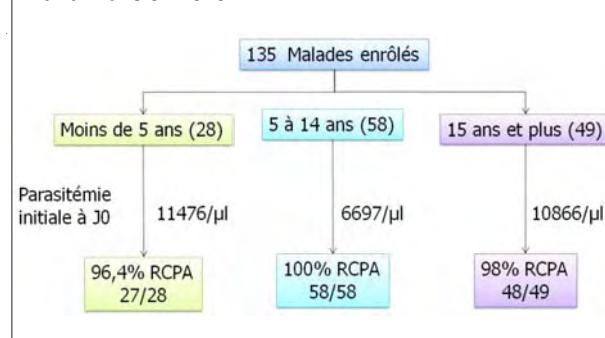 135 Malades enrôlés
Moins de 5 ans (28)
5 à 14 ans (58)
15 ans et plus (49)
Parasitémie
initiale à J0
11476/µl
6697/µl
10866/µl
96,4% RCPA
27/28
100% RCPA
58/58
98% RCPA
48/49